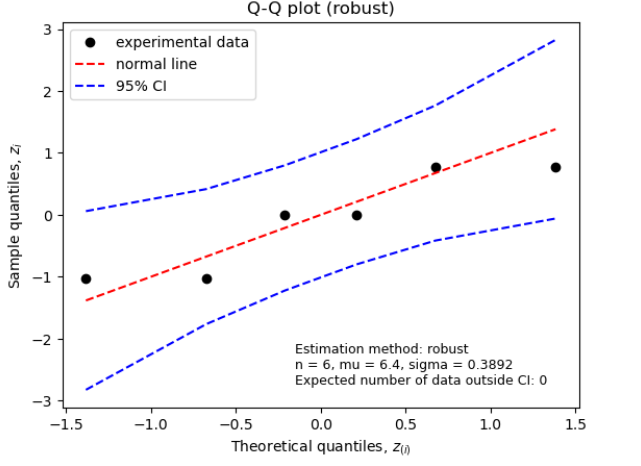 Q-Q plot (robust)
experimental data
normal line
95% CI
3
2
1
0
−1
−2
−3
Sample quantiles, zᵢ
Estimation method: robust
n = 6, mu = 6.4, sigma = 0.3892
Expected number of data outside CI: 0
−1.5 −1.0 −0.5 0.0 0.5 1.0 1.5
Theoretical quantiles, z₍ᵢ₎